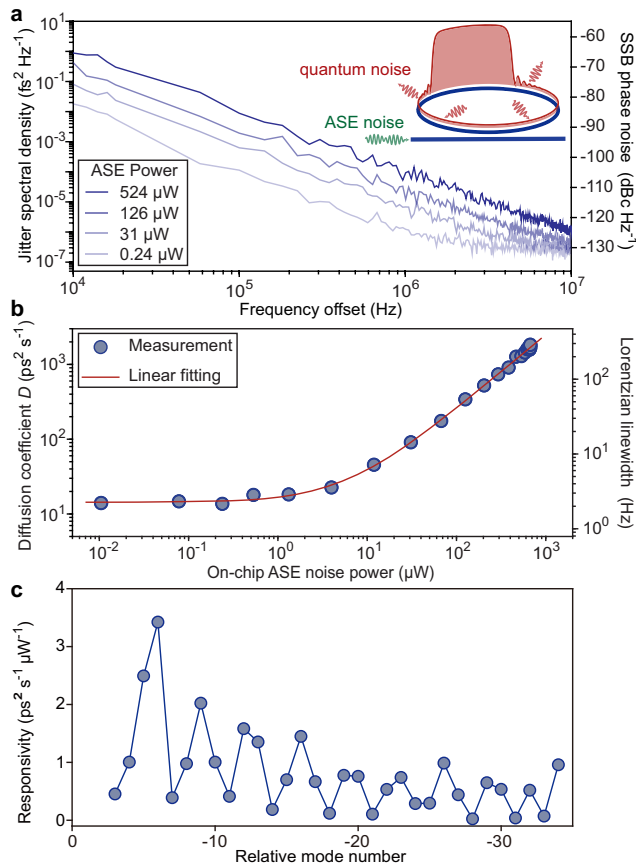 a
Jitter spectral density (fs² Hz⁻¹)
10¹
10⁻¹
10⁻³
10⁻⁵
10⁻⁷
quantum noise
ASE noise
ASE Power
524 µW
126 µW
31 µW
0.24 µW
-60
-70
-80
-90
-100
-110
-120
-130
SSB phase noise (dBc Hz⁻¹)
10⁴
10⁵
10⁶
10⁷
Frequency offset (Hz)
b
Diffusion coefficient D (ps² s⁻¹)
10³
10²
10¹
Measurement
Linear fitting
10²
10¹
10⁰
Lorentzian linewidth (Hz)
10⁻²
10⁻¹
10⁰
10¹
10²
10³
On-chip ASE noise power (µW)
c
Responsivity (ps² s⁻¹ µW⁻¹)
4
3
2
1
0
0
-10
-20
-30
Relative mode number